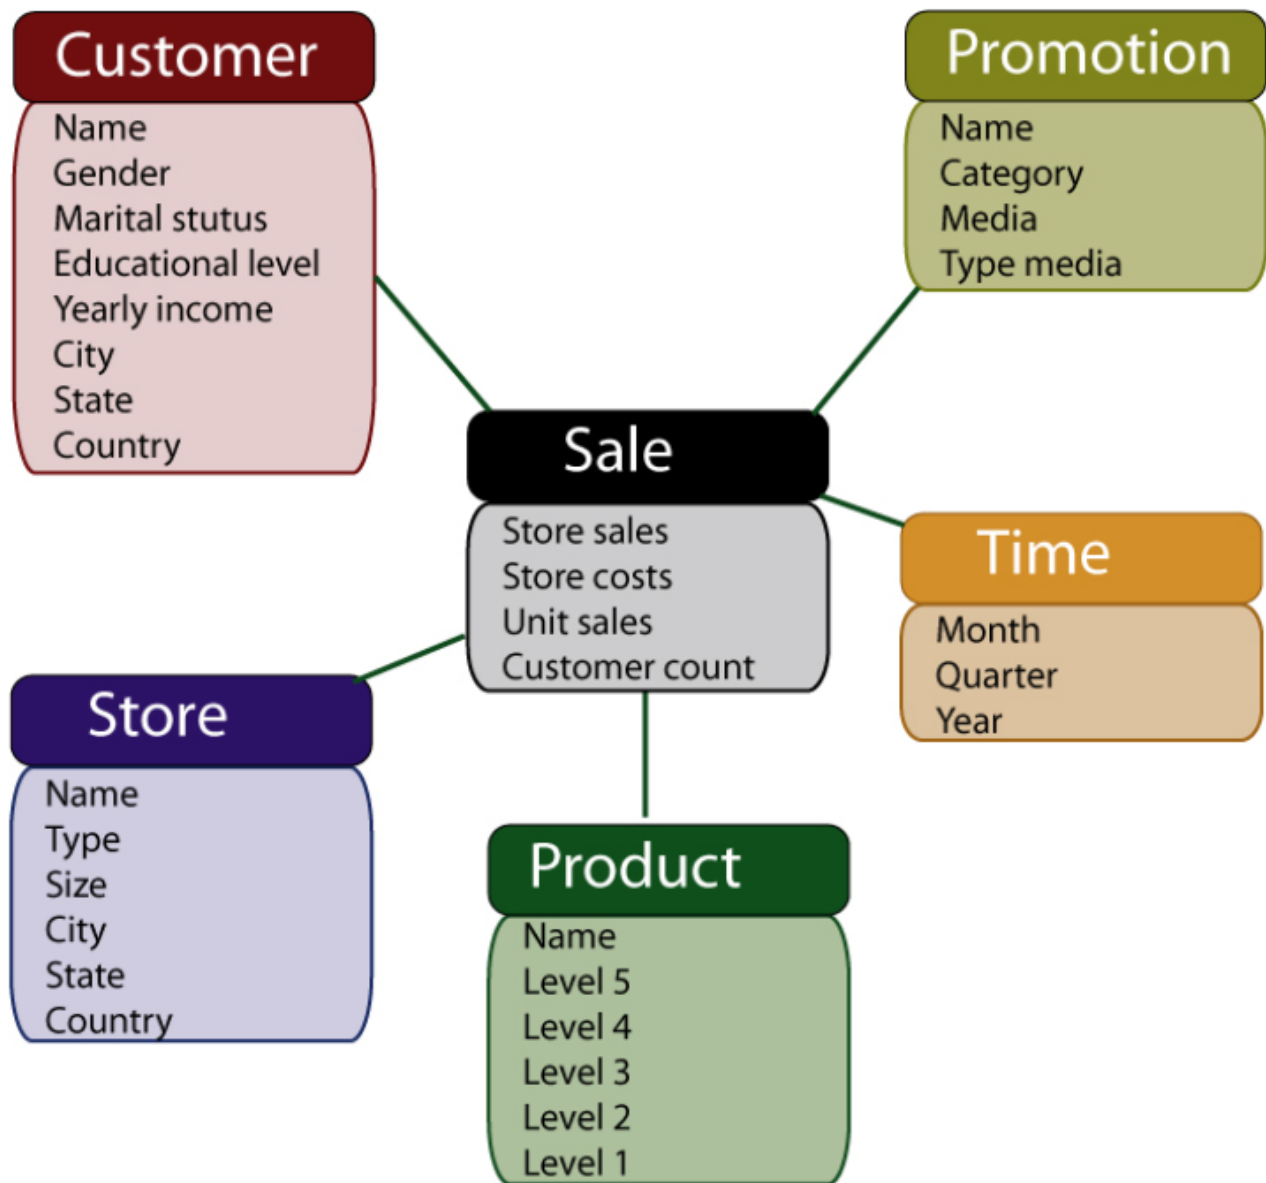 Customer
Name
Gender
Marital stutus
Educational level
Yearly income
City
State
Country
Promotion
Name
Category
Media
Type media
Sale
Store sales
Store costs
Unit sales
Customer count
Time
Month
Quarter
Year
Store
Name
Type
Size
City
State
Country
Product
Name
Level 5
Level 4
Level 3
Level 2
Level 1